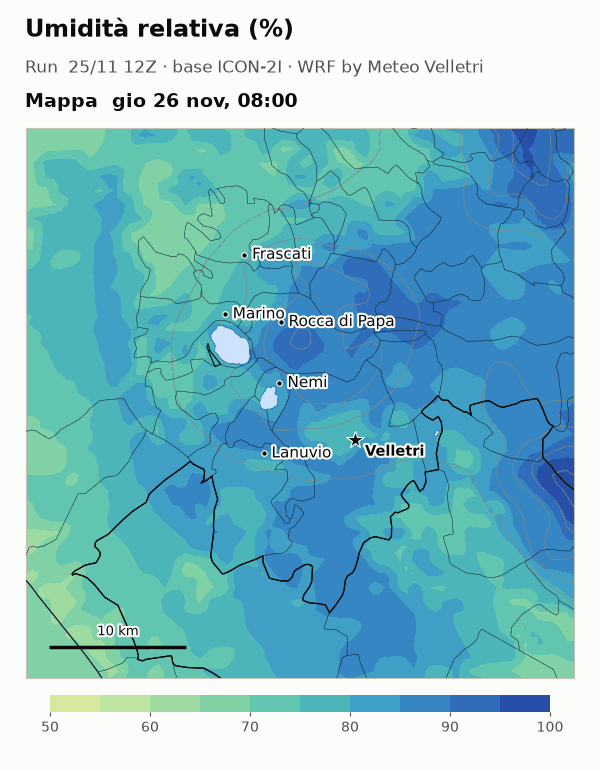 Umidità relativa (%)
Run  25/11 12Z · base ICON-2I · WRF by Meteo Velletri
Mappa  gio 26 nov, 08:00
Frascati
Marino
Rocca di Papa
Nemi
Velletri
Lanuvio
10 km
50 60 70 80 90 100